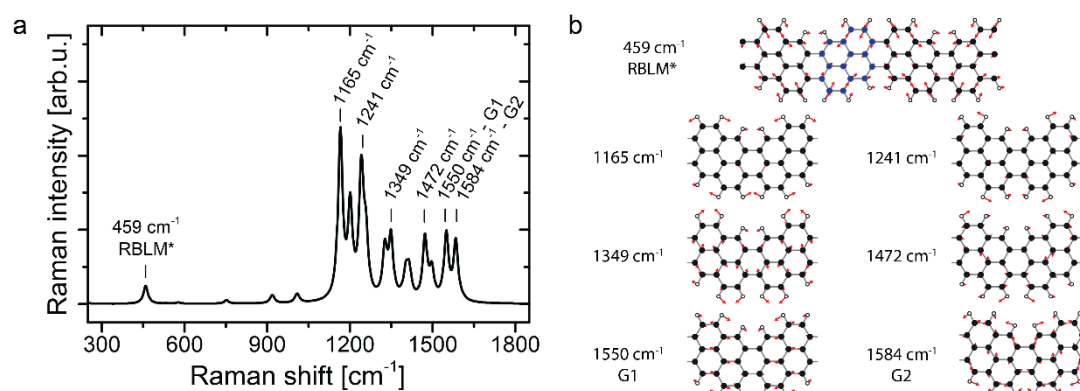 a
Raman intensity [arb.u.]
459 cm⁻¹
RBLM*
1165 cm⁻¹
1241 cm⁻¹
1349 cm⁻¹
1472 cm⁻¹
1550 cm⁻¹ - G1
1584 cm⁻¹ - G2
300 600 900 1200 1500 1800
Raman shift [cm⁻¹]
b
459 cm⁻¹
RBLM*
1165 cm⁻¹
1241 cm⁻¹
1349 cm⁻¹
1472 cm⁻¹
1550 cm⁻¹
G1
1584 cm⁻¹
G2